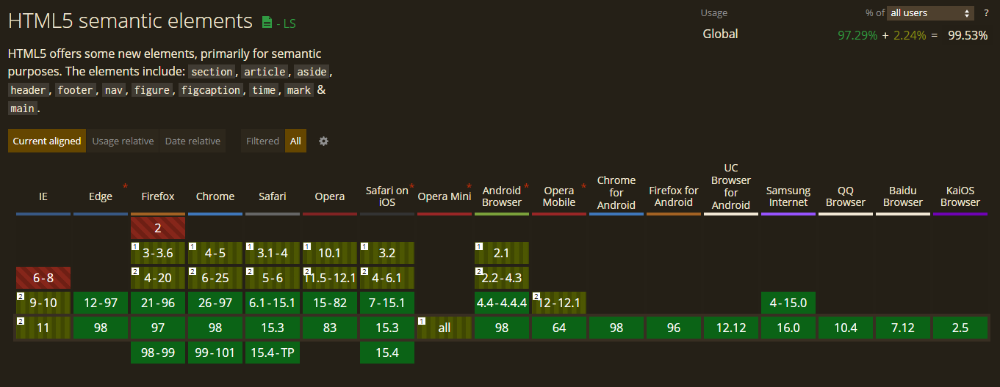 HTML5 semantic elements - LS
Usage % of all users ?
Global 97.29% + 2.24% = 99.53%
HTML5 offers some new elements, primarily for semantic
purposes. The elements include: section, article, aside,
header, footer, nav, figure, figcaption, time, mark &
main.
Current aligned Usage relative Date relative Filtered All
IE
Edge *
Firefox
Chrome
Safari
Opera
Safari on *
iOS
Opera Mini *
Android *
Browser
Opera *
Mobile
Chrome
for
Android
Firefox for
Android
UC
Browser
for
Android
Samsung
Internet
QQ
Browser
Baidu
Browser
KaiOS
Browser
2
1 3-3.6 1 4-5 1 3.1-4 1 10.1 1 3.2 1 2.1
6-8 2 4-20 2 6-25 2 5-6 2 11.5-12.1 2 4-6.1 2 2.2-4.3
2 9-10 12-97 21-96 26-97 6.1-15.1 15-82 7-15.1 4.4-4.4.4 2 12-12.1 4-15.0
2 11 98 97 98 15.3 83 15.3 1 all 98 64 98 96 12.12 16.0 10.4 7.12 2.5
98-99 99-101 15.4-TP 15.4